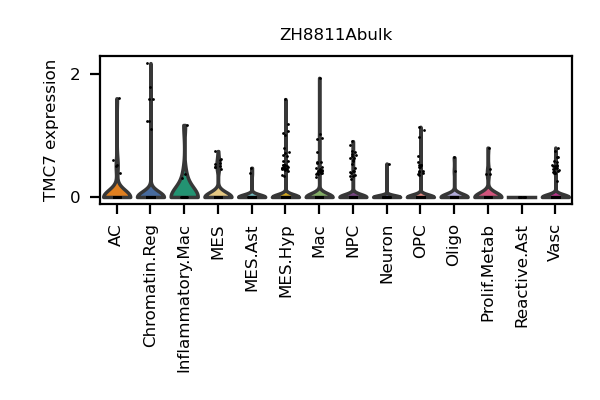 ZH8811Abulk
TMC7 expression
2
0
AC
Chromatin.Reg
Inflammatory.Mac
MES
MES.Ast
MES.Hyp
Mac
NPC
Neuron
OPC
Oligo
Prolif.Metab
Reactive.Ast
Vasc